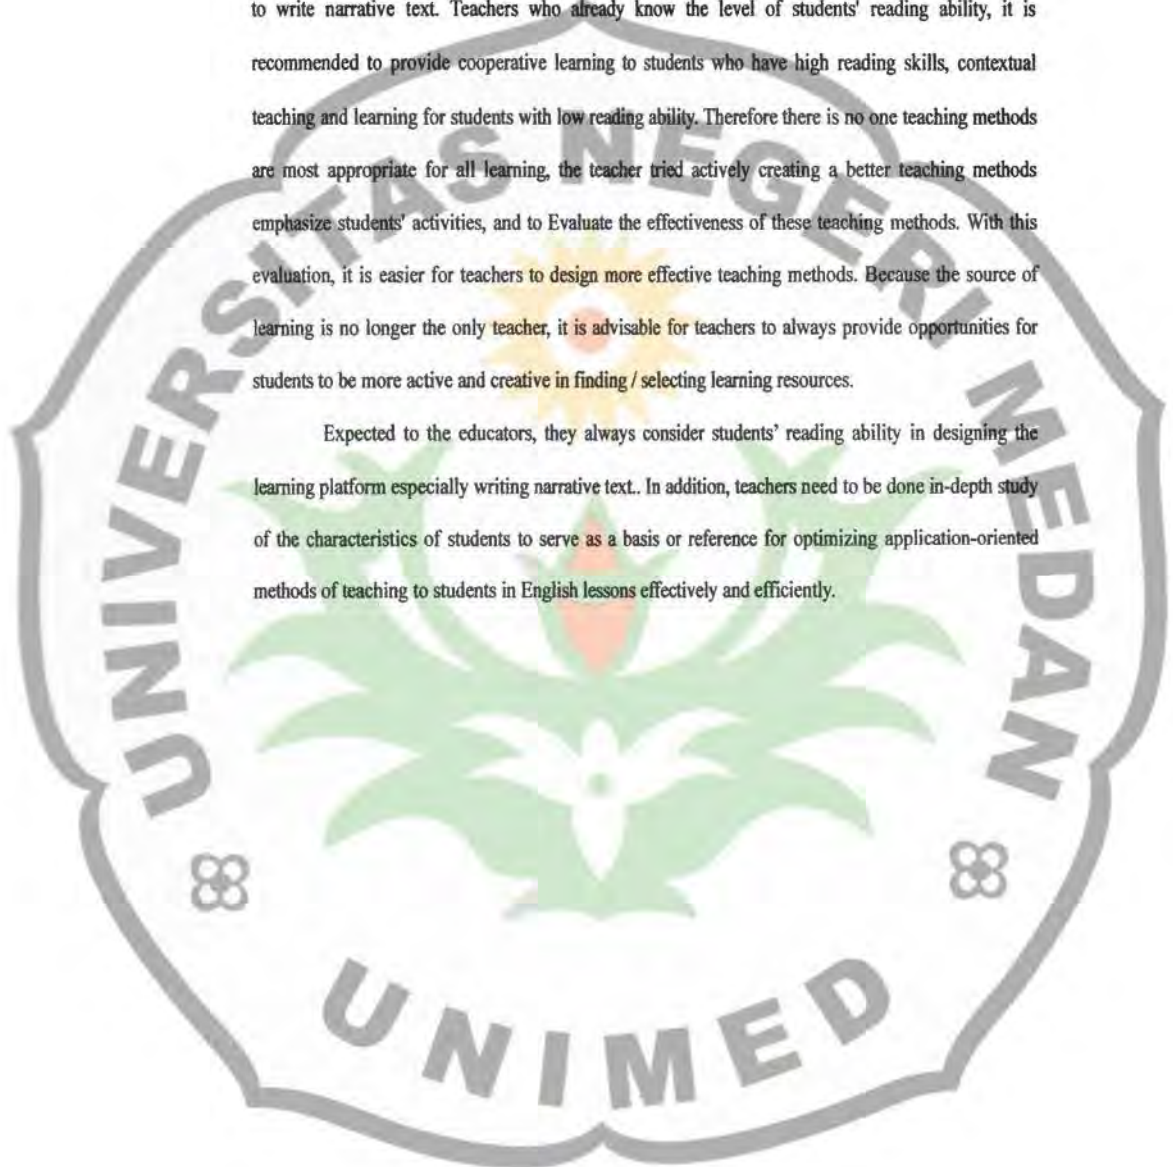 to write narrative text. Teachers who already know the level of students' reading ability, it is
recommended to provide cooperative learning to students who have high reading skills, contextual
teaching and learning for students with low reading ability. Therefore there is no one teaching methods
are most appropriate for all learning, the teacher tried actively creating a better teaching methods
emphasize students' activities, and to Evaluate the effectiveness of these teaching methods. With this
evaluation, it is easier for teachers to design more effective teaching methods. Because the source of
learning is no longer the only teacher, it is advisable for teachers to always provide opportunities for
students to be more active and creative in finding / selecting learning resources.
Expected to the educators, they always consider students' reading ability in designing the
learning platform especially writing narrative text.. In addition, teachers need to be done in-depth study
of the characteristics of students to serve as a basis or reference for optimizing application-oriented
methods of teaching to students in English lessons effectively and efficiently.
UNIVERSITAS NEGERI MEDAN
UNIMED